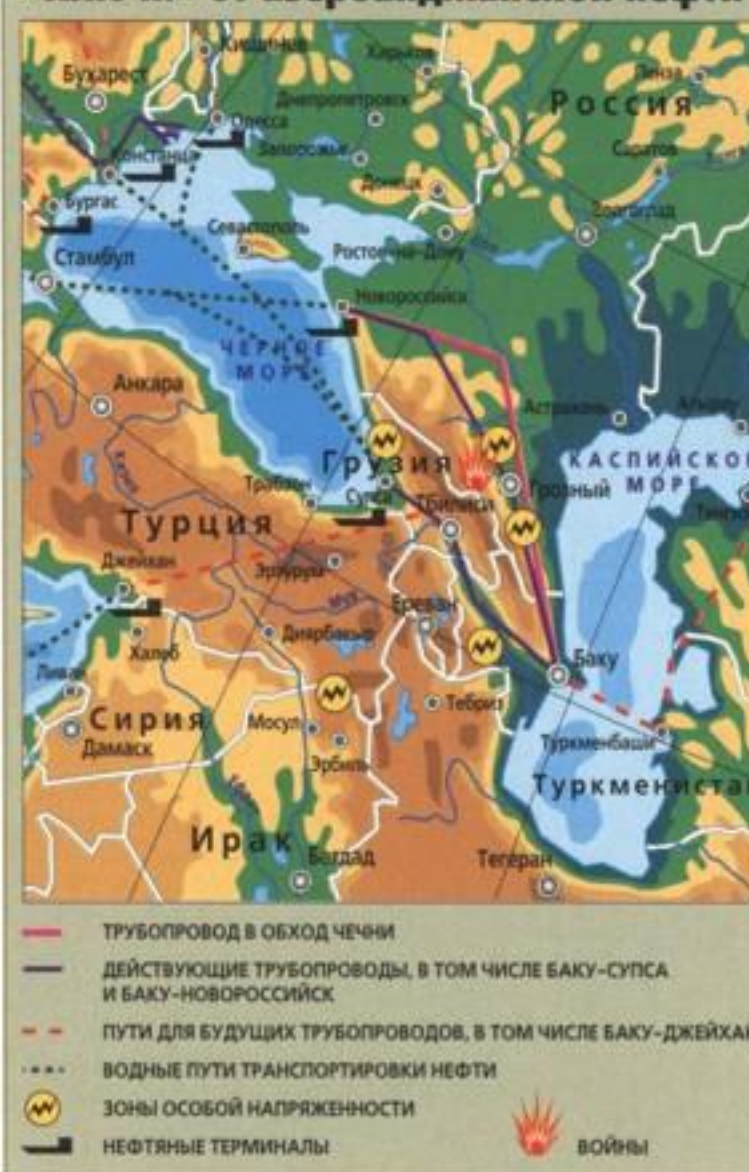 Кишинев
Харьков
Пенза
Бухарест
Днепропетровск
Россия
Одесса
Саратов
Констанца
Запорожье
Донецк
Бургас
Волгоград
Севастополь
Стамбул
Ростов-на-Дону
Новороссийск
ЧЕРНОЕ
МОРЕ
Анкара
Астрахань
Грузия
КАСПИЙСКО
МОРЕ
Трабзон
Супса
Тбилиси
Грозный
Турция
Джейхан
Эрзурум
Ереван
Халеб
Диярбакыр
Баку
Сирия
Мосул
Тебриз
Дамаск
Эрбиль
Туркменбаши
Туркмениста
Ирак
Багдад
Тегеран
ТРУБОПРОВОД В ОБХОД ЧЕЧНИ
ДЕЙСТВУЮЩИЕ ТРУБОПРОВОДЫ, В ТОМ ЧИСЛЕ БАКУ-СУПСА
И БАКУ-НОВОРОССИЙСК
ПУТИ ДЛЯ БУДУЩИХ ТРУБОПРОВОДОВ, В ТОМ ЧИСЛЕ БАКУ-ДЖЕЙХАН
ВОДНЫЕ ПУТИ ТРАНСПОРТИРОВКИ НЕФТИ
ЗОНЫ ОСОБОЙ НАПРЯЖЕННОСТИ
НЕФТЯНЫЕ ТЕРМИНАЛЫ
ВОЙНЫ